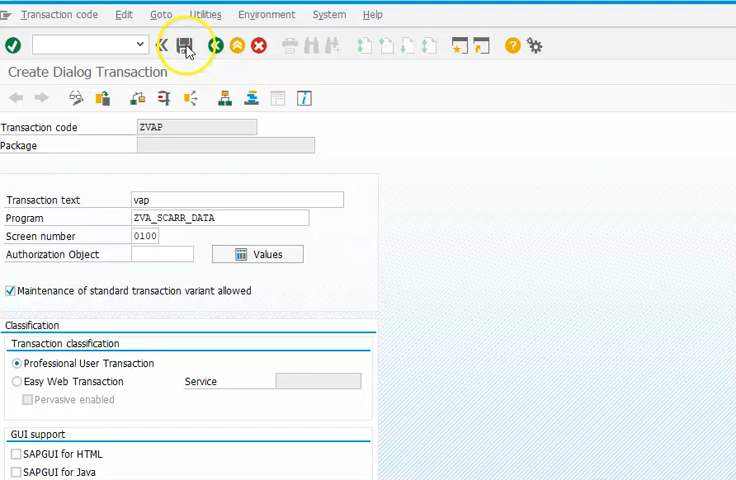 Transaction code Edit Goto Utilities Environment System Help
Create Dialog Transaction
Transaction code ZVAP
Package
Transaction text vap
Program ZVA_SCARR_DATA
Screen number 0100
Authorization Object Values
Maintenance of standard transaction variant allowed
Classification
Transaction classification
Professional User Transaction
Easy Web Transaction Service
Pervasive enabled
GUI support
SAPGUI for HTML
SAPGUI for Java